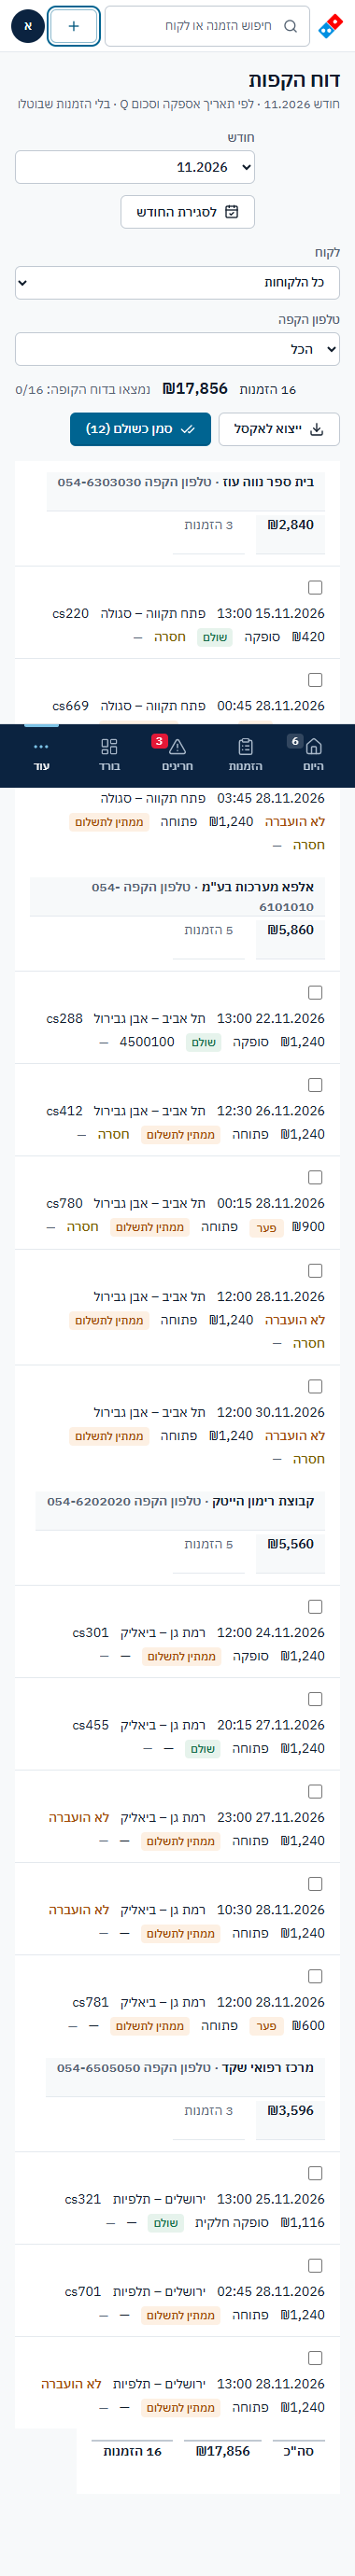 חיפוש הזמנה או לקוח
+
א
דוח הקפות
חודש 11.2026 · לפי תאריך אספקה וסכום Q · בלי הזמנות שבוטלו
חודש
11.2026
לסגירת החודש
לקוח
כל הלקוחות
טלפון הקפה
הכל
16 הזמנות ₪17,856 נמצאו בדוח הקופה: 0/16
ייצוא לאקסל
סמן כשולם (12)
בית ספר נווה עוז · טלפון הקפה 054-6303030
₪2,840 3 הזמנות
15.11.2026 13:00 פתח תקווה – סגולה cs220
₪420 סופקה שולם חסרה –
28.11.2026 00:45 פתח תקווה – סגולה cs669
היום 6
הזמנות
חריגים 3
בורד
עוד
28.11.2026 03:45 פתח תקווה – סגולה
לא הועברה ₪1,240 פתוחה ממתין לתשלום
חסרה –
אלפא מערכות בע"מ · טלפון הקפה 054-
6101010
₪5,860 5 הזמנות
22.11.2026 13:00 תל אביב – אבן גבירול cs288
₪1,240 סופקה שולם 4500100 –
26.11.2026 12:30 תל אביב – אבן גבירול cs412
₪1,240 פתוחה ממתין לתשלום חסרה –
28.11.2026 00:15 תל אביב – אבן גבירול cs780
₪900 פער פתוחה ממתין לתשלום חסרה –
28.11.2026 12:00 תל אביב – אבן גבירול
לא הועברה ₪1,240 פתוחה ממתין לתשלום
חסרה –
30.11.2026 12:00 תל אביב – אבן גבירול
לא הועברה ₪1,240 פתוחה ממתין לתשלום
חסרה –
קבוצת רימון הייטק · טלפון הקפה 054-6202020
₪5,560 5 הזמנות
24.11.2026 12:00 רמת גן – ביאליק cs301
₪1,240 סופקה ממתין לתשלום — –
27.11.2026 20:15 רמת גן – ביאליק cs455
₪1,240 פתוחה שולם — –
27.11.2026 23:00 רמת גן – ביאליק לא הועברה
₪1,240 פתוחה ממתין לתשלום — –
28.11.2026 10:30 רמת גן – ביאליק לא הועברה
₪1,240 פתוחה ממתין לתשלום — –
28.11.2026 12:00 רמת גן – ביאליק cs781
₪600 פער פתוחה ממתין לתשלום — –
מרכז רפואי שקד · טלפון הקפה 054-6505050
₪3,596 3 הזמנות
25.11.2026 13:00 ירושלים – תלפיות cs321
₪1,116 סופקה חלקית שולם — –
28.11.2026 02:45 ירושלים – תלפיות cs701
₪1,240 פתוחה ממתין לתשלום — –
28.11.2026 13:00 ירושלים – תלפיות לא הועברה
₪1,240 פתוחה ממתין לתשלום — –
סה"כ ₪17,856 16 הזמנות